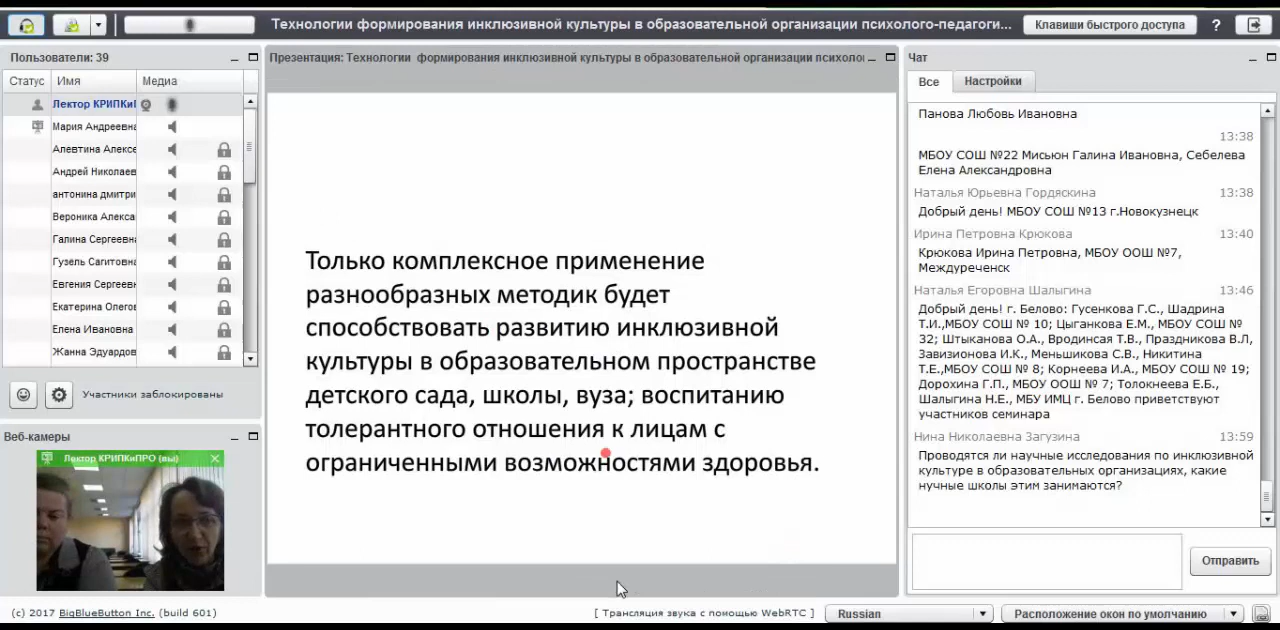 Технологии формирования инклюзивной культуры в образовательной организации психолого-педагоги...
Клавиши быстрого доступа
?
Пользователи: 39
Статус Имя Медиа
Лектор КРИПКиІ
Мария Андреевна
Алевтина Алексе
Андрей Николаев
антонина дмитри
Вероника Алекса
Галина Сергеевна
Гузель Сагитовна
Евгения Сергеевн
Екатерина Олегов
Елена Ивановна
Жанна Эдуардов
Участники заблокированы
Веб-камеры
Лектор КРИПКиПРО (вы)
Презентация: Технологии формирования инклюзивной культуры в образовательной организации психоло
Только комплексное применение
разнообразных методик будет
способствовать развитию инклюзивной
культуры в образовательном пространстве
детского сада, школы, вуза; воспитанию
толерантного отношения к лицам с
ограниченными возможностями здоровья.
Чат
Все Настройки
Панова Любовь Ивановна
13:38
МБОУ СОШ №22 Мисьюн Галина Ивановна, Себелева
Елена Александровна
Наталья Юрьевна Гордяскина 13:38
Добрый день! МБОУ СОШ №13 г.Новокузнецк
Ирина Петровна Крюкова 13:40
Крюкова Ирина Петровна, МБОУ ООШ №7,
Междуреченск
Наталья Егоровна Шалыгина 13:46
Добрый день! г. Белово: Гусенкова Г.С., Шадрина
Т.И.,МБОУ СОШ № 10; Цыганкова Е.М., МБОУ СОШ №
32; Штыканова О.А., Вродинсая Т.В., Праздникова В.Л,
Завизионова И.К., Меньшикова С.В., Никитина
Т.Е.,МБОУ СОШ № 8; Корнеева И.А., МБОУ СОШ № 19;
Дорохина Г.П., МБОУ ООШ № 7; Толокнеева Е.Б.,
Шалыгина Н.Е., МБУ ИМЦ г. Белово приветствуют
участников семинара
Нина Николаевна Загузина 13:59
Проводятся ли научные исследования по инклюзивной
культуре в образовательных организациях, какие
нучные школы этим занимаются?
Отправить
(c) 2017 BigBlueButton Inc. (build 601)
[ Трансляция звука с помощью WebRTC ]
Russian
Расположение окон по умолчанию